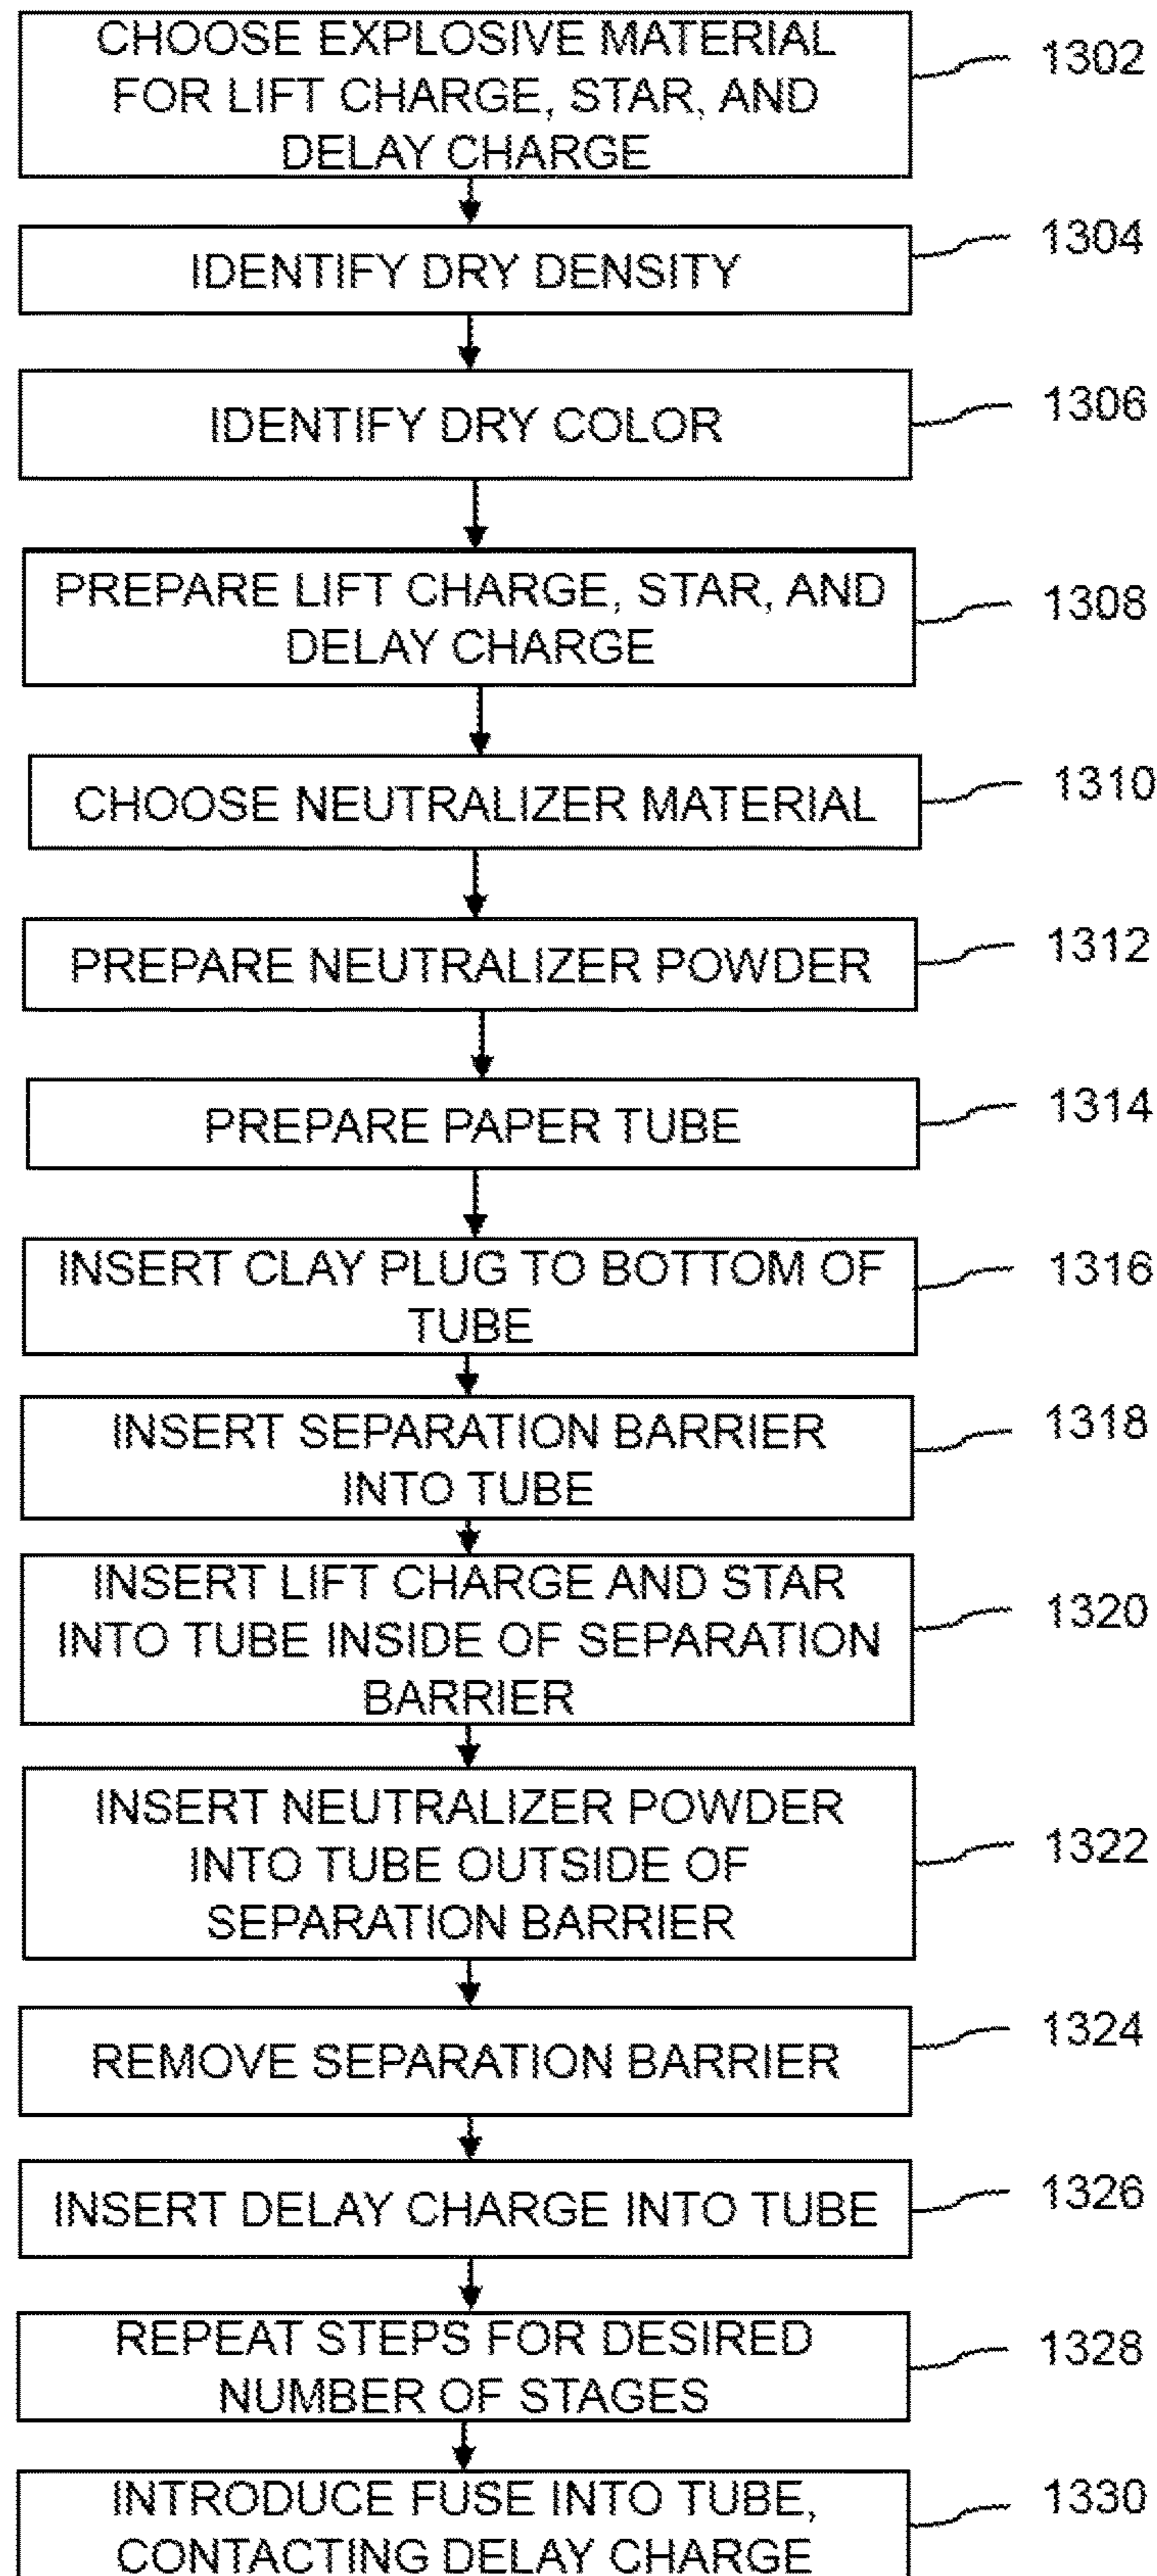 CHOOSE EXPLOSIVE MATERIAL
FOR LIFT CHARGE, STAR, AND
DELAY CHARGE
1302
IDENTIFY DRY DENSITY
1304
IDENTIFY DRY COLOR
1306
PREPARE LIFT CHARGE, STAR, AND
DELAY CHARGE
1308
CHOOSE NEUTRALIZER MATERIAL
1310
PREPARE NEUTRALIZER POWDER
1312
PREPARE PAPER TUBE
1314
INSERT CLAY PLUG TO BOTTOM OF
TUBE
1316
INSERT SEPARATION BARRIER
INTO TUBE
1318
INSERT LIFT CHARGE AND STAR
INTO TUBE INSIDE OF SEPARATION
BARRIER
1320
INSERT NEUTRALIZER POWDER
INTO TUBE OUTSIDE OF
SEPARATION BARRIER
1322
REMOVE SEPARATION BARRIER
1324
INSERT DELAY CHARGE INTO TUBE
1326
REPEAT STEPS FOR DESIRED
NUMBER OF STAGES
1328
INTRODUCE FUSE INTO TUBE,
CONTACTING DELAY CHARGE
1330